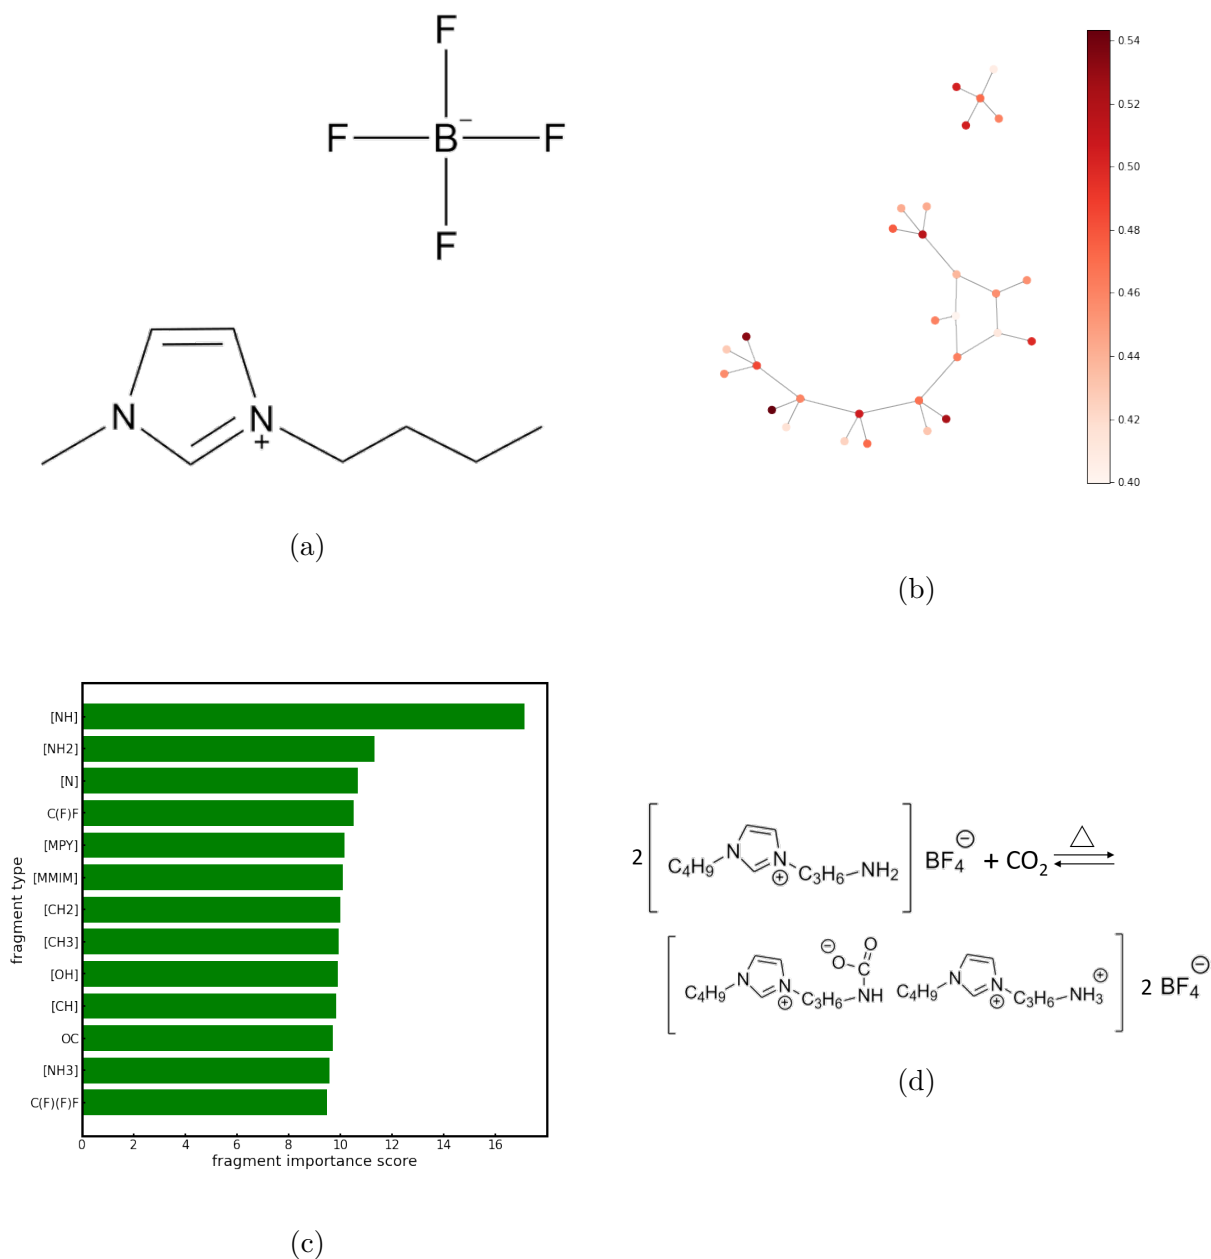 F
F B⁻ F
F
N N
+
(a)
0.54
0.52
0.50
0.48
0.46
0.44
0.42
0.40
(b)
fragment type
[NH]
[NH2]
[N]
C(F)F
[MPY]
[MMIM]
[CH2]
[CH3]
[OH]
[CH]
OC
[NH3]
C(F)(F)F
0 2 4 6 8 10 12 14 16
fragment importance score
(c)
2 [ C₄H₉ N N ⊕ C₃H₆ NH₂ ] BF₄ ⊖ + CO₂ △ ⇌
[ C₄H₉ N N ⊕ C₃H₆ NH C O O ⊖ C₄H₉ N N ⊕ C₃H₆ NH₃ ⊕ ] 2 BF₄ ⊖
(d)